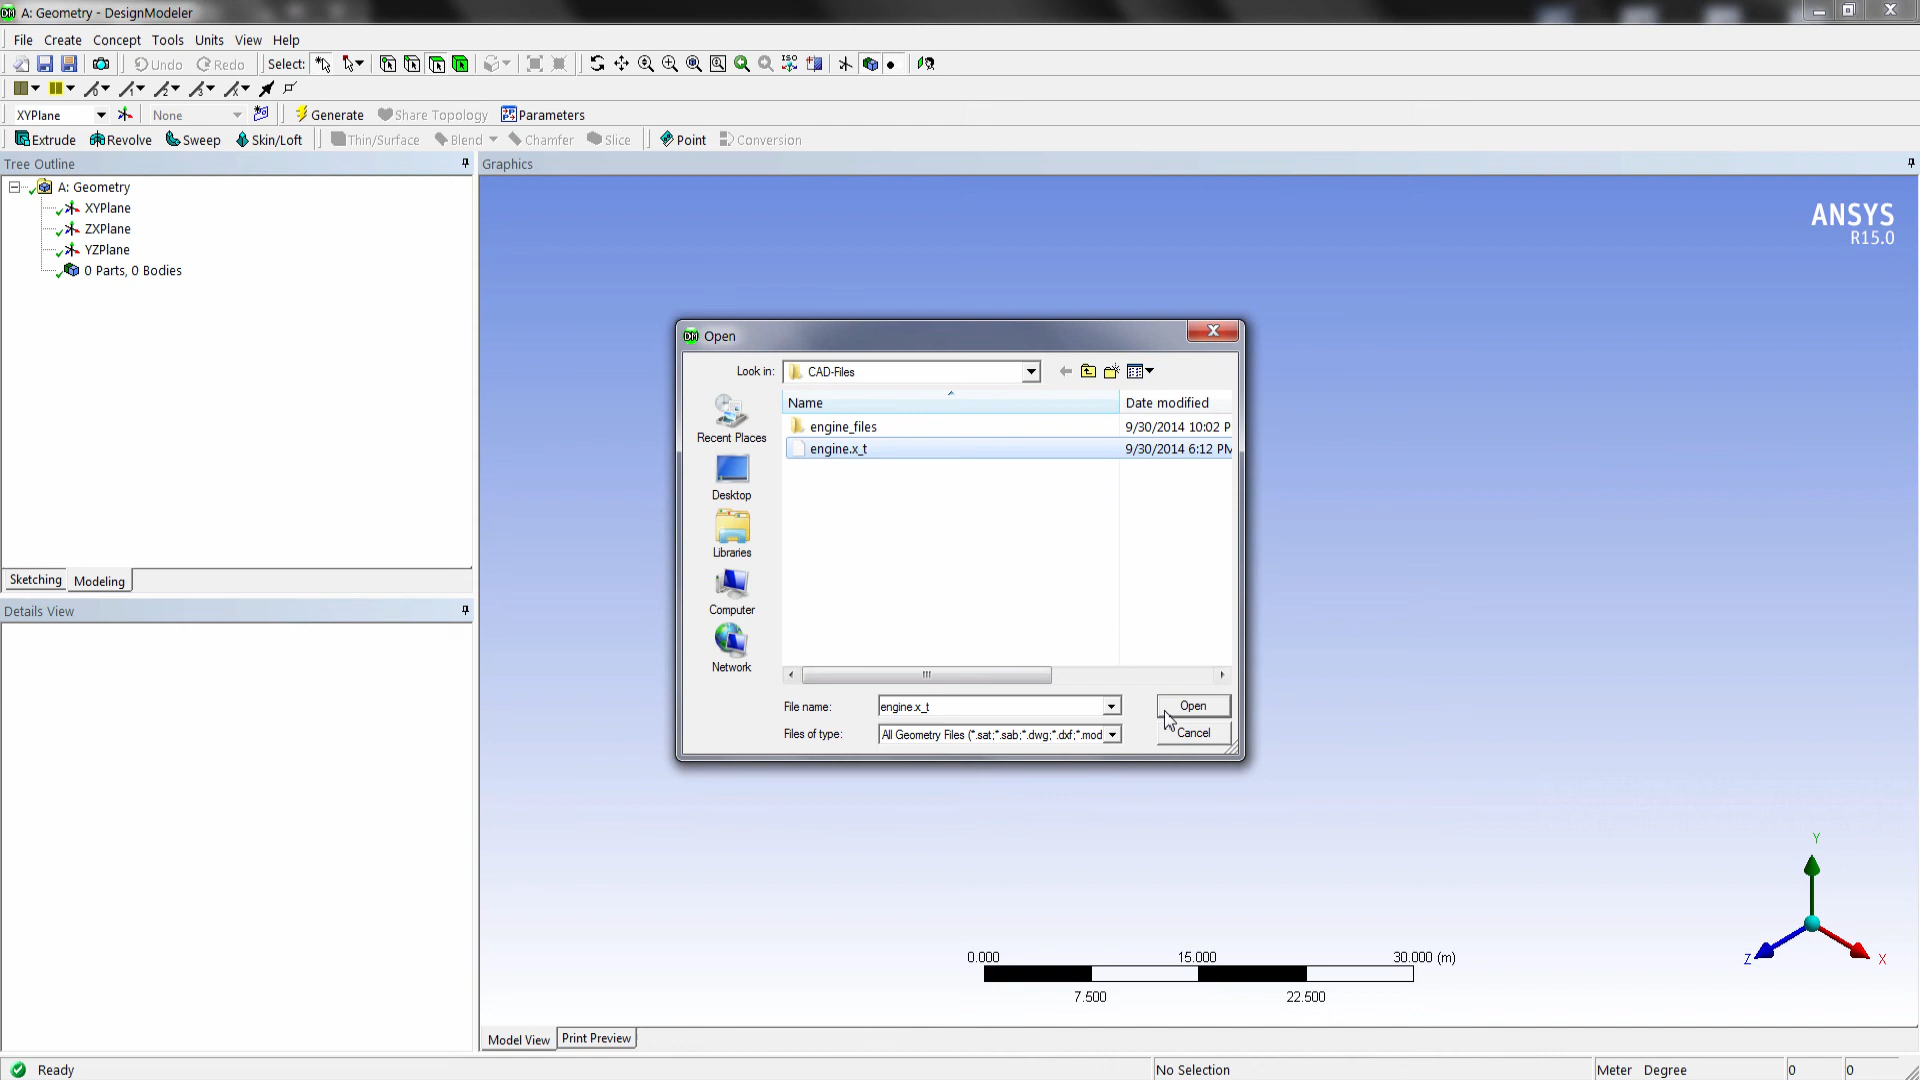 A: Geometry - DesignModeler
File Create Concept Tools Units View Help
Undo Redo Select: ISO
XYPlane None Generate Share Topology Parameters
Extrude Revolve Sweep Skin/Loft Thin/Surface Blend Chamfer Slice Point Conversion
Tree Outline
Graphics
A: Geometry
XYPlane
ZXPlane
YZPlane
0 Parts, 0 Bodies
Sketching Modeling
Details View
ANSYS
R15.0
DM Open
Look in: CAD-Files
Name Date modified
engine_files 9/30/2014 10:02 P
engine.x_t 9/30/2014 6:12 PM
Recent Places
Desktop
Libraries
Computer
Network
File name: engine.x_t Open
Files of type: All Geometry Files (*.sat;*.sab;*.dwg;*.dxf;*.mod Cancel
Y
Z X
0.000 15.000 30.000 (m)
7.500 22.500
Model View Print Preview
Ready No Selection Meter Degree 0 0